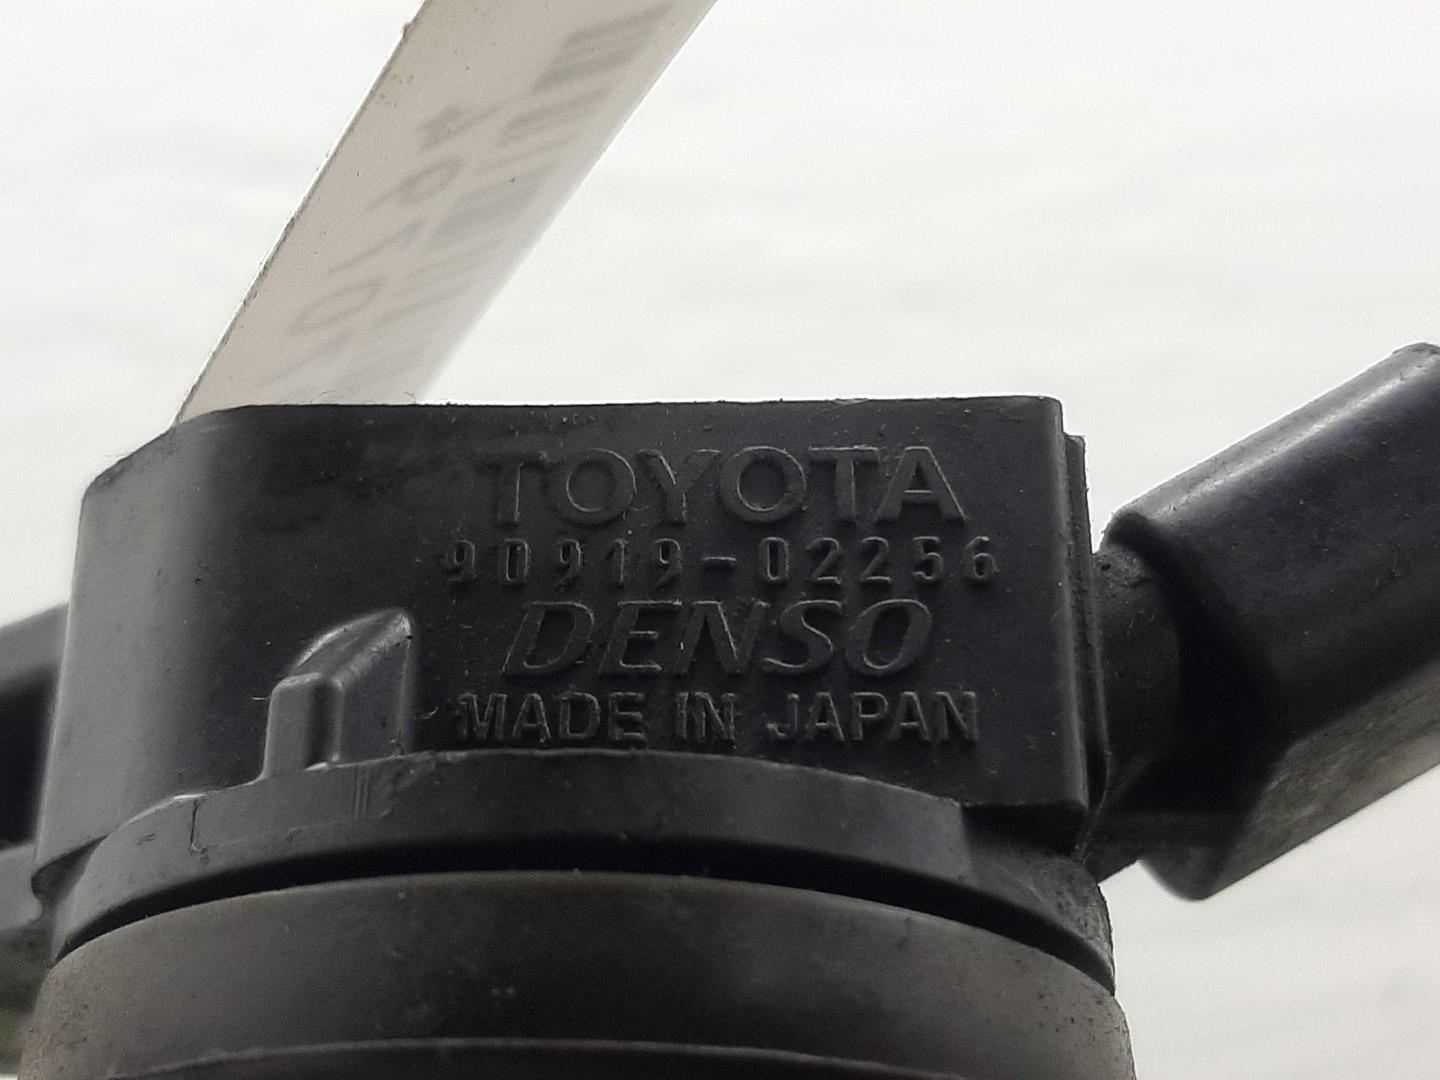 TOYOTA
90919-02256
DENSO
MADE IN JAPAN